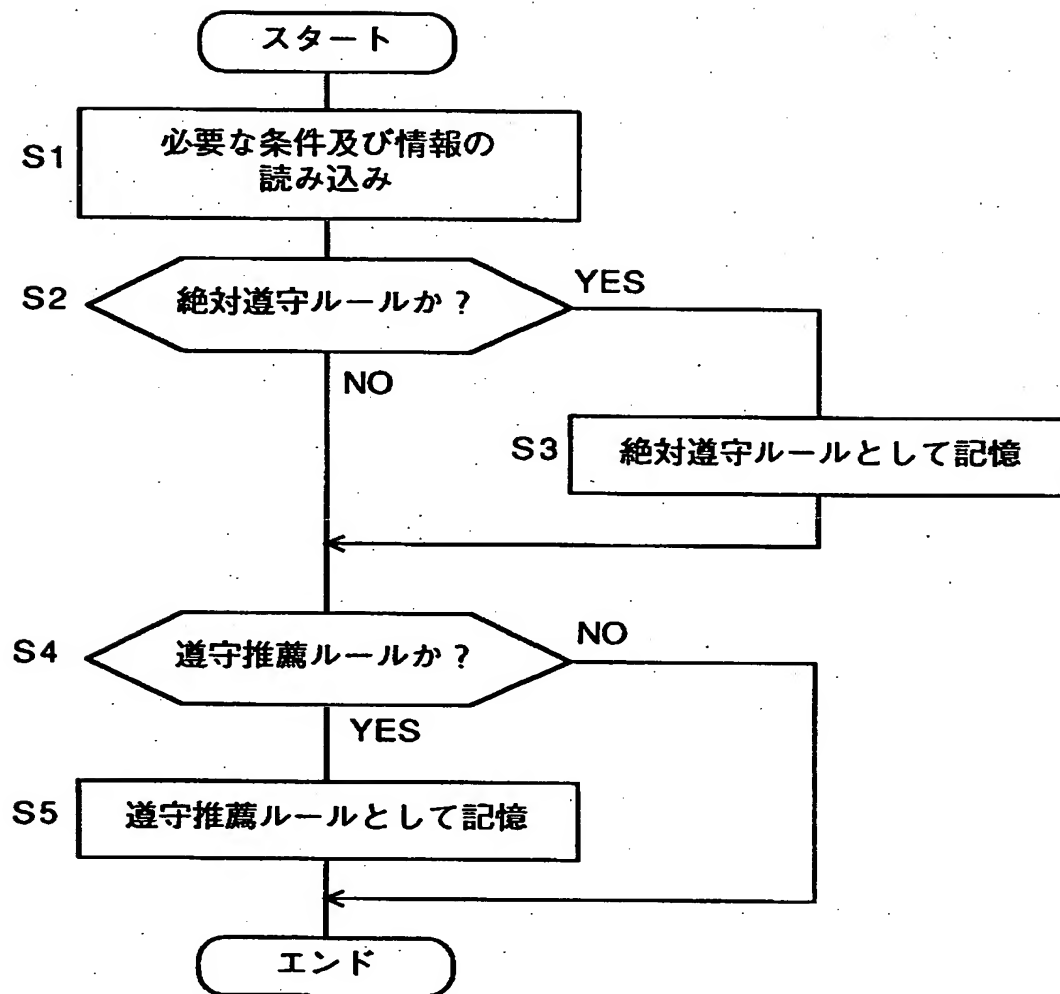 スタート
S1
必要な条件及び情報の
読み込み
S2
絶対遵守ルールか？
YES
NO
S3
絶対遵守ルールとして記憶
S4
遵守推薦ルールか？
NO
YES
S5
遵守推薦ルールとして記憶
エンド